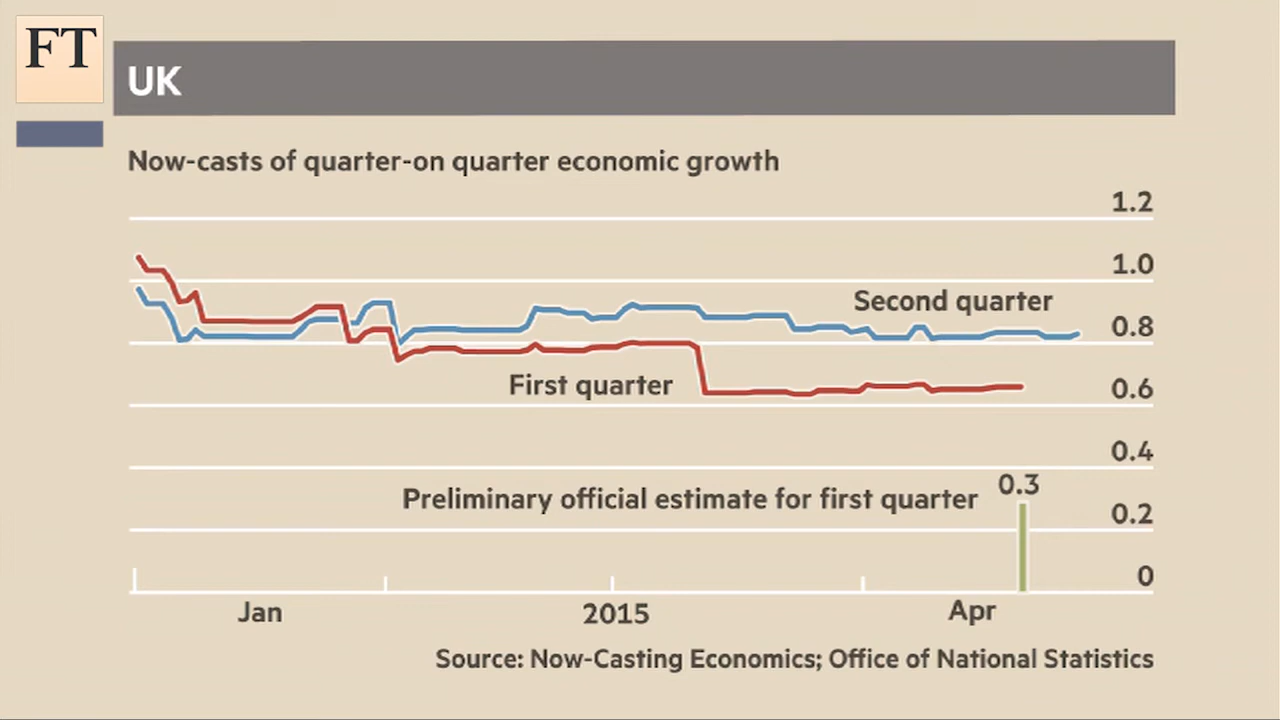 FT
UK
Now-casts of quarter-on quarter economic growth
1.2
1.0
Second quarter
0.8
First quarter
0.6
0.4
Preliminary official estimate for first quarter
0.3
0.2
0
Jan
2015
Apr
Source: Now-Casting Economics; Office of National Statistics